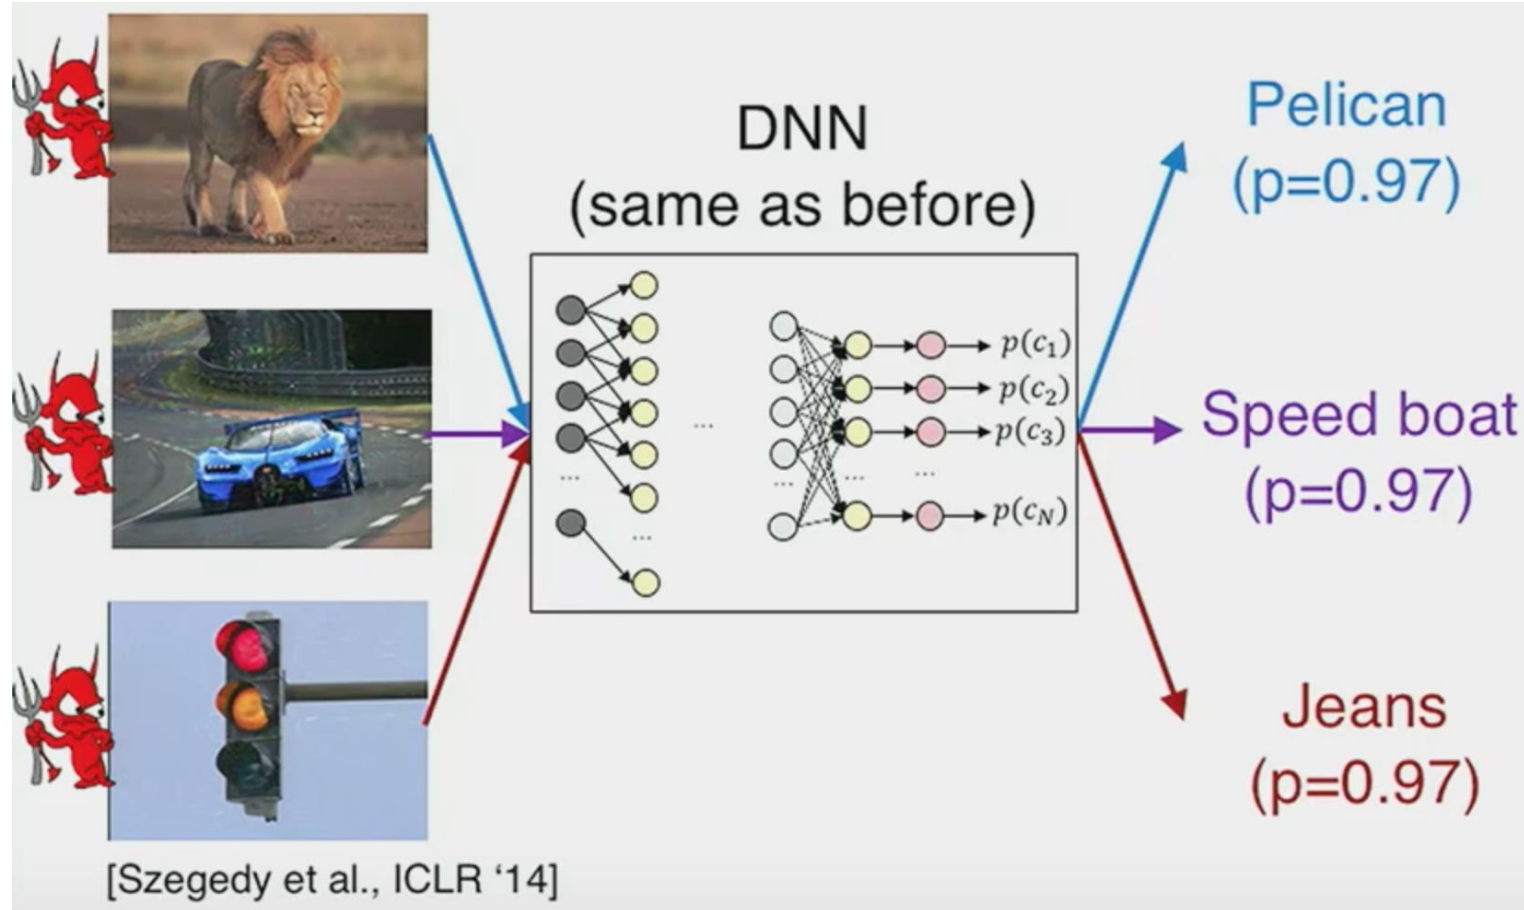 DNN
(same as before)
Pelican
(p=0.97)
Speed boat
(p=0.97)
Jeans
(p=0.97)
p(c₁)
p(c₂)
p(c₃)
p(c_N)
...
...
...
...
...
...
[Szegedy et al., ICLR ‘14]